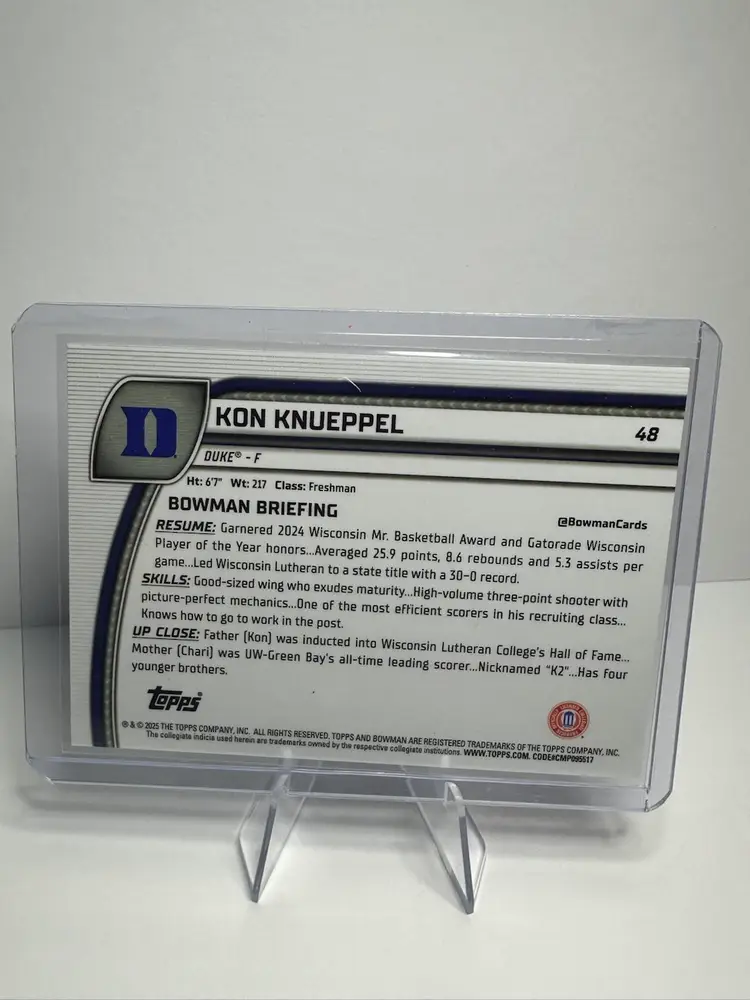 D
KON KNUEPPEL
48
DUKE® - F
Ht: 6'7" Wt: 217 Class: Freshman
BOWMAN BRIEFING
@BowmanCards
RESUME: Garnered 2024 Wisconsin Mr. Basketball Award and Gatorade Wisconsin
Player of the Year honors...Averaged 25.9 points, 8.6 rebounds and 5.3 assists per
game...Led Wisconsin Lutheran to a state title with a 30-0 record.
SKILLS: Good-sized wing who exudes maturity...High-volume three-point shooter with
picture-perfect mechanics...One of the most efficient scorers in his recruiting class...
Knows how to go to work in the post.
UP CLOSE: Father (Kon) was inducted into Wisconsin Lutheran College's Hall of Fame...
Mother (Chari) was UW-Green Bay's all-time leading scorer...Nicknamed "K2"...Has four
younger brothers.
Topps®
® & © 2025 THE TOPPS COMPANY, INC. ALL RIGHTS RESERVED. TOPPS AND BOWMAN ARE REGISTERED TRADEMARKS OF THE TOPPS COMPANY, INC.
The collegiate indicia used herein are trademarks owned by the respective collegiate institutions. WWW.TOPPS.COM. CODE#CMP095517